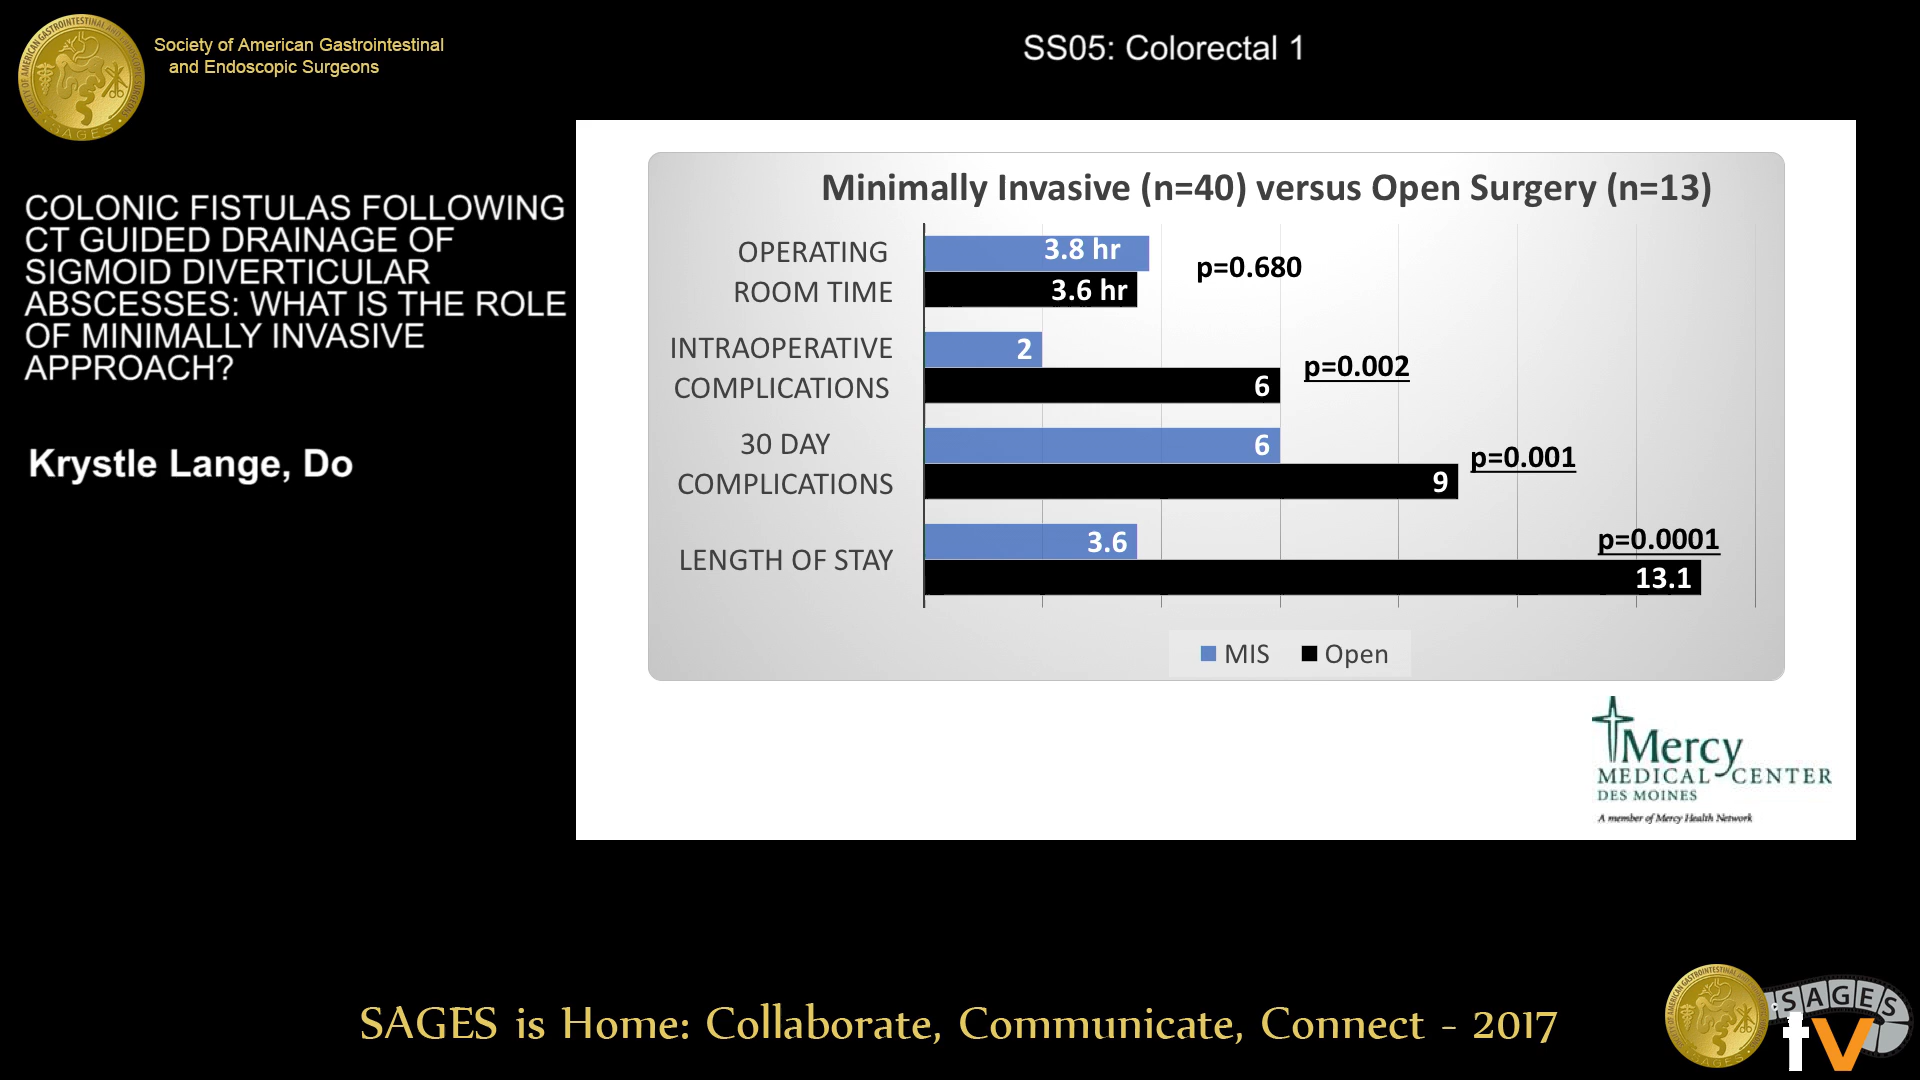 Society of American Gastrointestinal
and Endoscopic Surgeons
SS05: Colorectal 1
COLONIC FISTULAS FOLLOWING
CT GUIDED DRAINAGE OF
SIGMOID DIVERTICULAR
ABSCESSES: WHAT IS THE ROLE
OF MINIMALLY INVASIVE
APPROACH?
Krystle Lange, Do
Minimally Invasive (n=40) versus Open Surgery (n=13)
OPERATING
ROOM TIME
3.8 hr
3.6 hr
p=0.680
INTRAOPERATIVE
COMPLICATIONS
2
6
p=0.002
30 DAY
COMPLICATIONS
6
9
p=0.001
LENGTH OF STAY
3.6
13.1
p=0.0001
MIS
Open
Mercy
MEDICAL CENTER
DES MOINES
A member of Mercy Health Network
SAGES is Home: Collaborate, Communicate, Connect - 2017
SAGES
tv